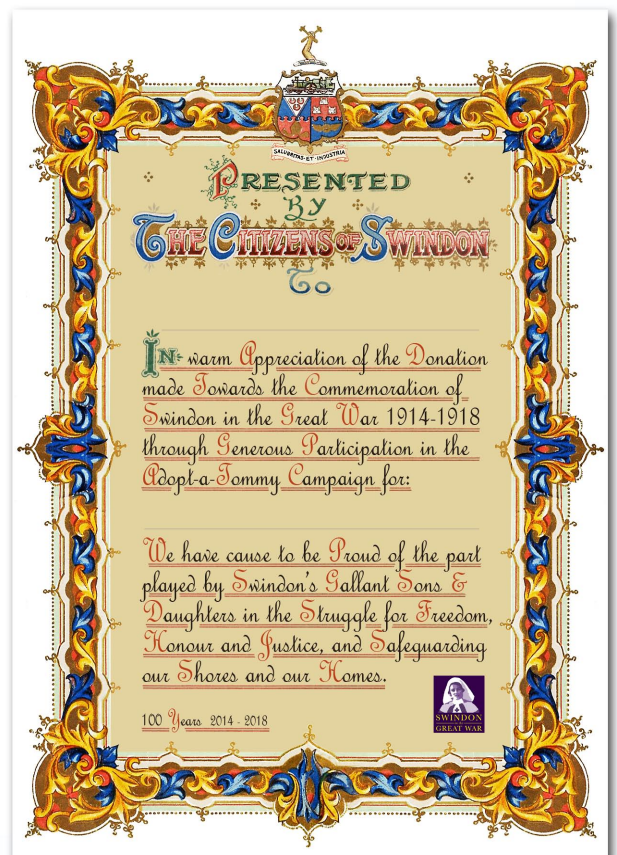 SALUBRITAS·ET·INDUSTRIA
PRESENTED
BY
THE CITIZENS OF SWINDON
To
IN warm Appreciation of the Donation
made Towards the Commemoration of
Swindon in the Great War 1914-1918
through Generous Participation in the
Adopt-a-Tommy Campaign for:
We have cause to be Proud of the part
played by Swindon's Gallant Sons &
Daughters in the Struggle for Freedom,
Honour and Justice, and Safeguarding
our Shores and our Homes.
SWINDON
GREAT WAR
100 Years 2014 - 2018